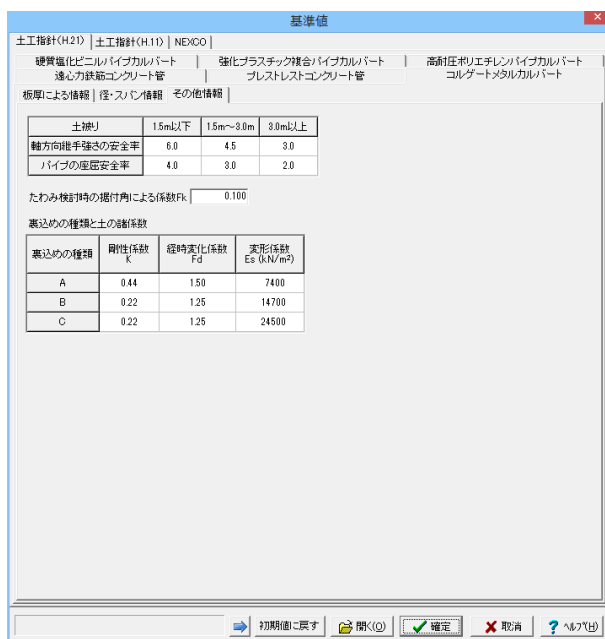 基準値
土工指針(H.21) 土工指針(H.11) NEXCO
硬質塩化ビニルパイプカルバート 強化プラスチック複合パイプカルバート 高耐圧ポリエチレンパイプカルバート
遠心力鉄筋コンクリート管 プレストレストコンクリート管 コルゲートメタルカルバート
板厚による情報 径・スパン情報 その他情報
土被り 1.5m以下 1.5m～3.0m 3.0m以上
軸方向継手強さの安全率 6.0 4.5 3.0
パイプの座屈安全率 4.0 3.0 2.0
たわみ検討時の据付角による係数Fk 0.100
裏込めの種類と土の諸係数
裏込めの種類 剛性係数 K 経時変化係数 Fd 変形係数 Es (kN/m²)
A 0.44 1.50 7400
B 0.22 1.25 14700
C 0.22 1.25 24500
初期値に戻す 開く(O) 確定 取消 ヘルプ(H)